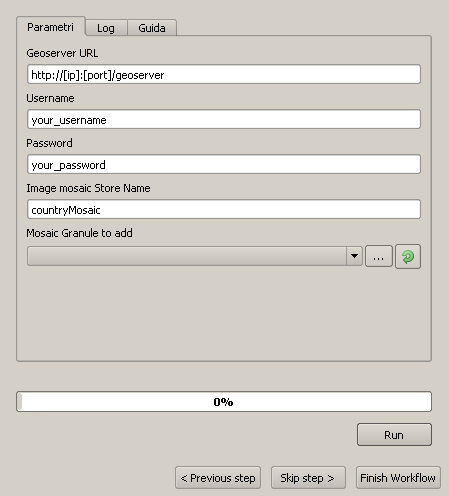 Parametri Log Guida
Geoserver URL
http://[ip]:[port]/geoserver
Username
your_username
Password
your_password
Image mosaic Store Name
countryMosaic
Mosaic Granule to add
...
0%
Run
< Previous step Skip step > Finish Workflow